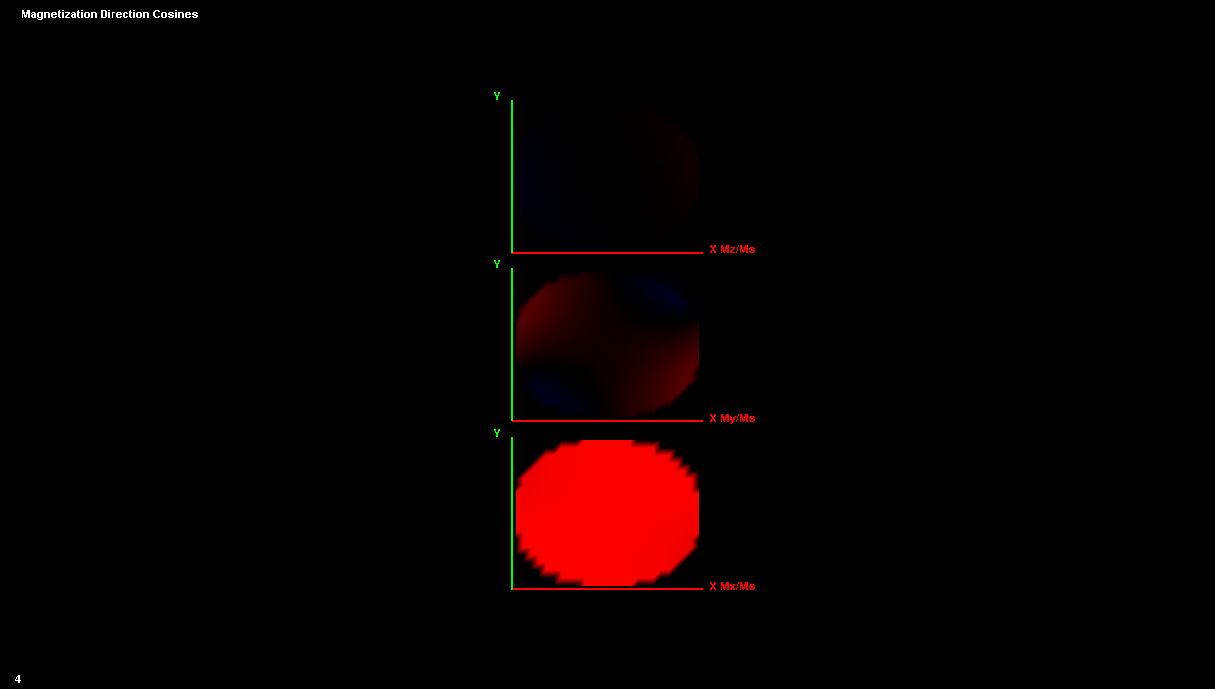 Magnetization Direction Cosines
Y
X Mz/Ms
Y
X My/Ms
Y
X Mx/Ms
4